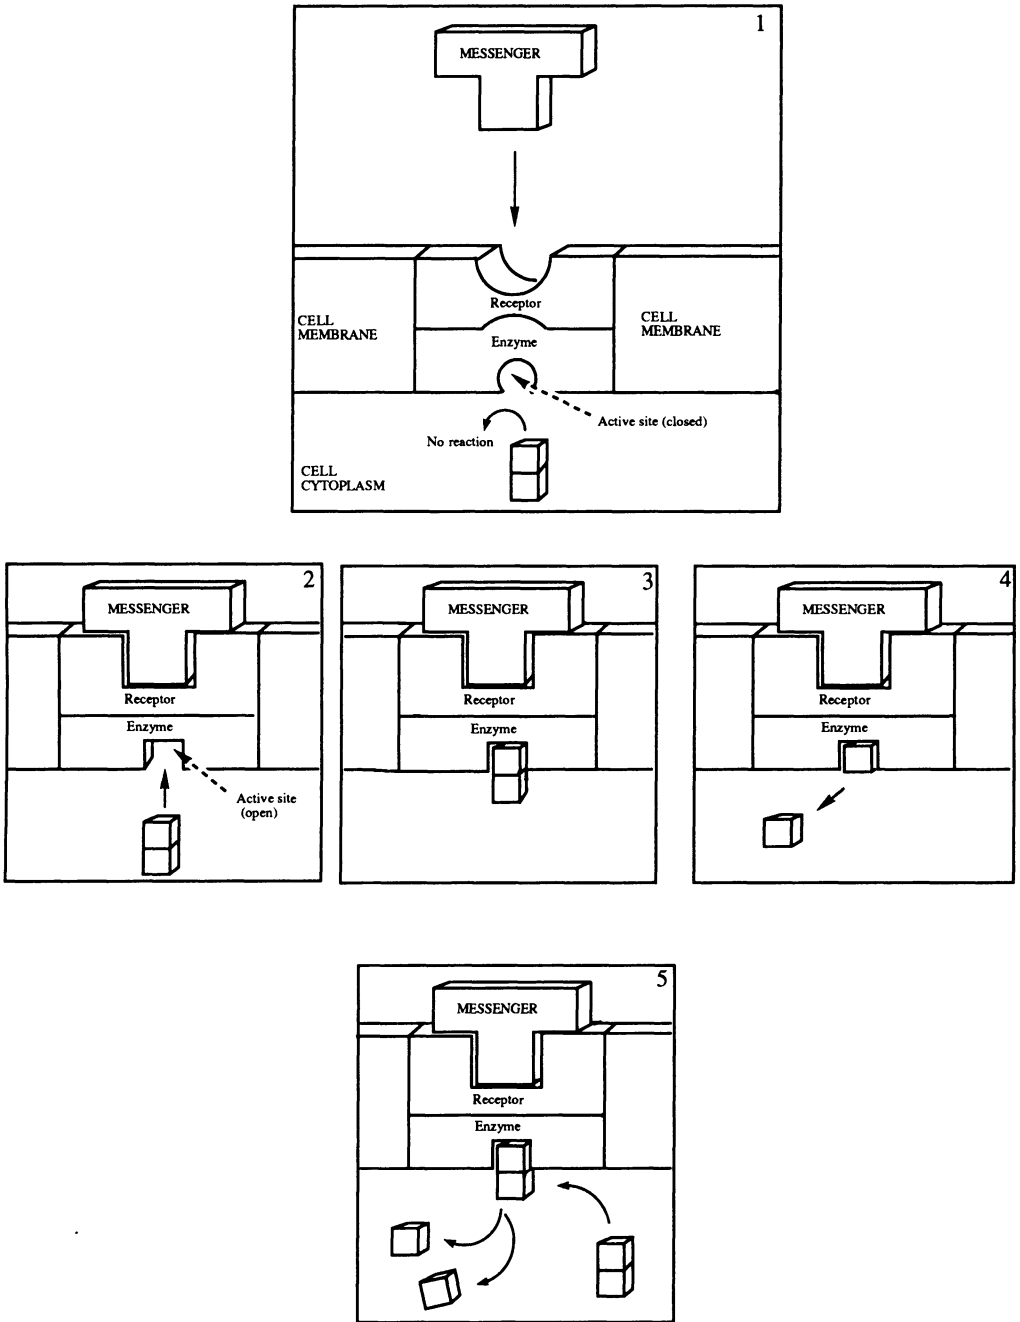 1
MESSENGER
Receptor
CELL
MEMBRANE
CELL
MEMBRANE
Enzyme
Active site (closed)
No reaction
CELL
CYTOPLASM
2
MESSENGER
Receptor
Enzyme
Active site
(open)
3
MESSENGER
Receptor
Enzyme
4
MESSENGER
Receptor
Enzyme
5
MESSENGER
Receptor
Enzyme